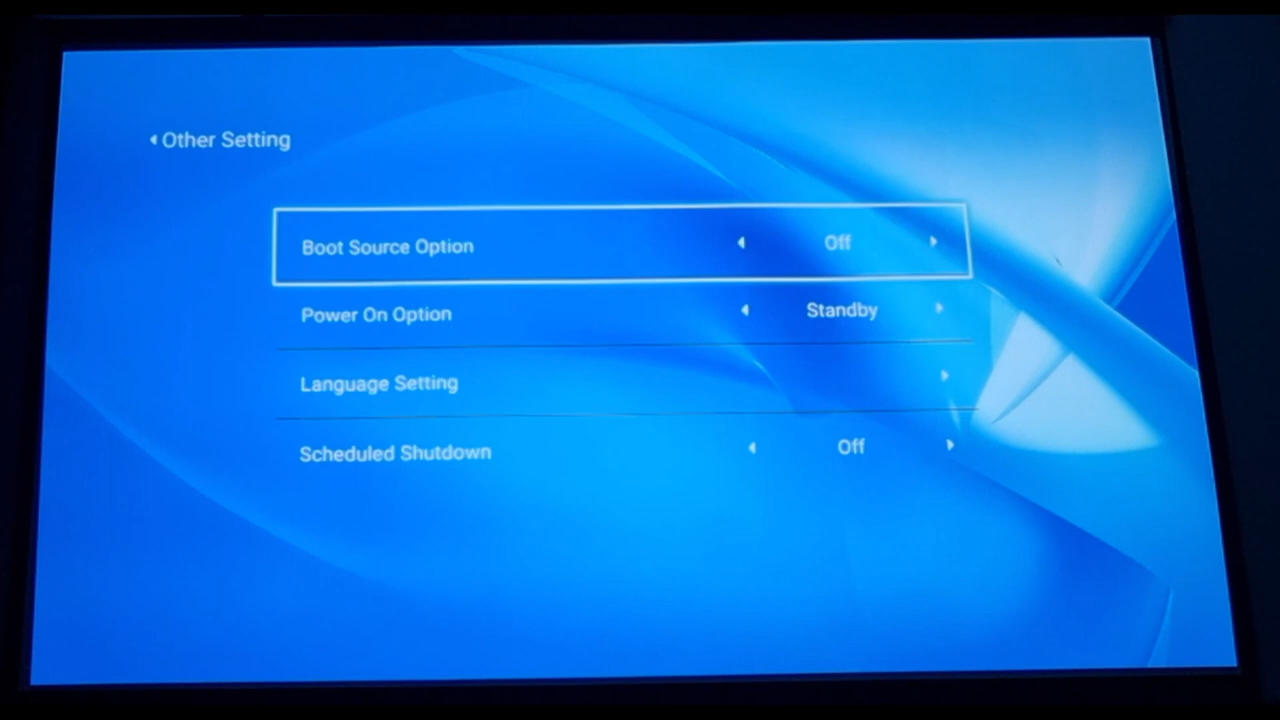 Other Setting
Boot Source Option Off
Power On Option Standby
Language Setting
Scheduled Shutdown Off